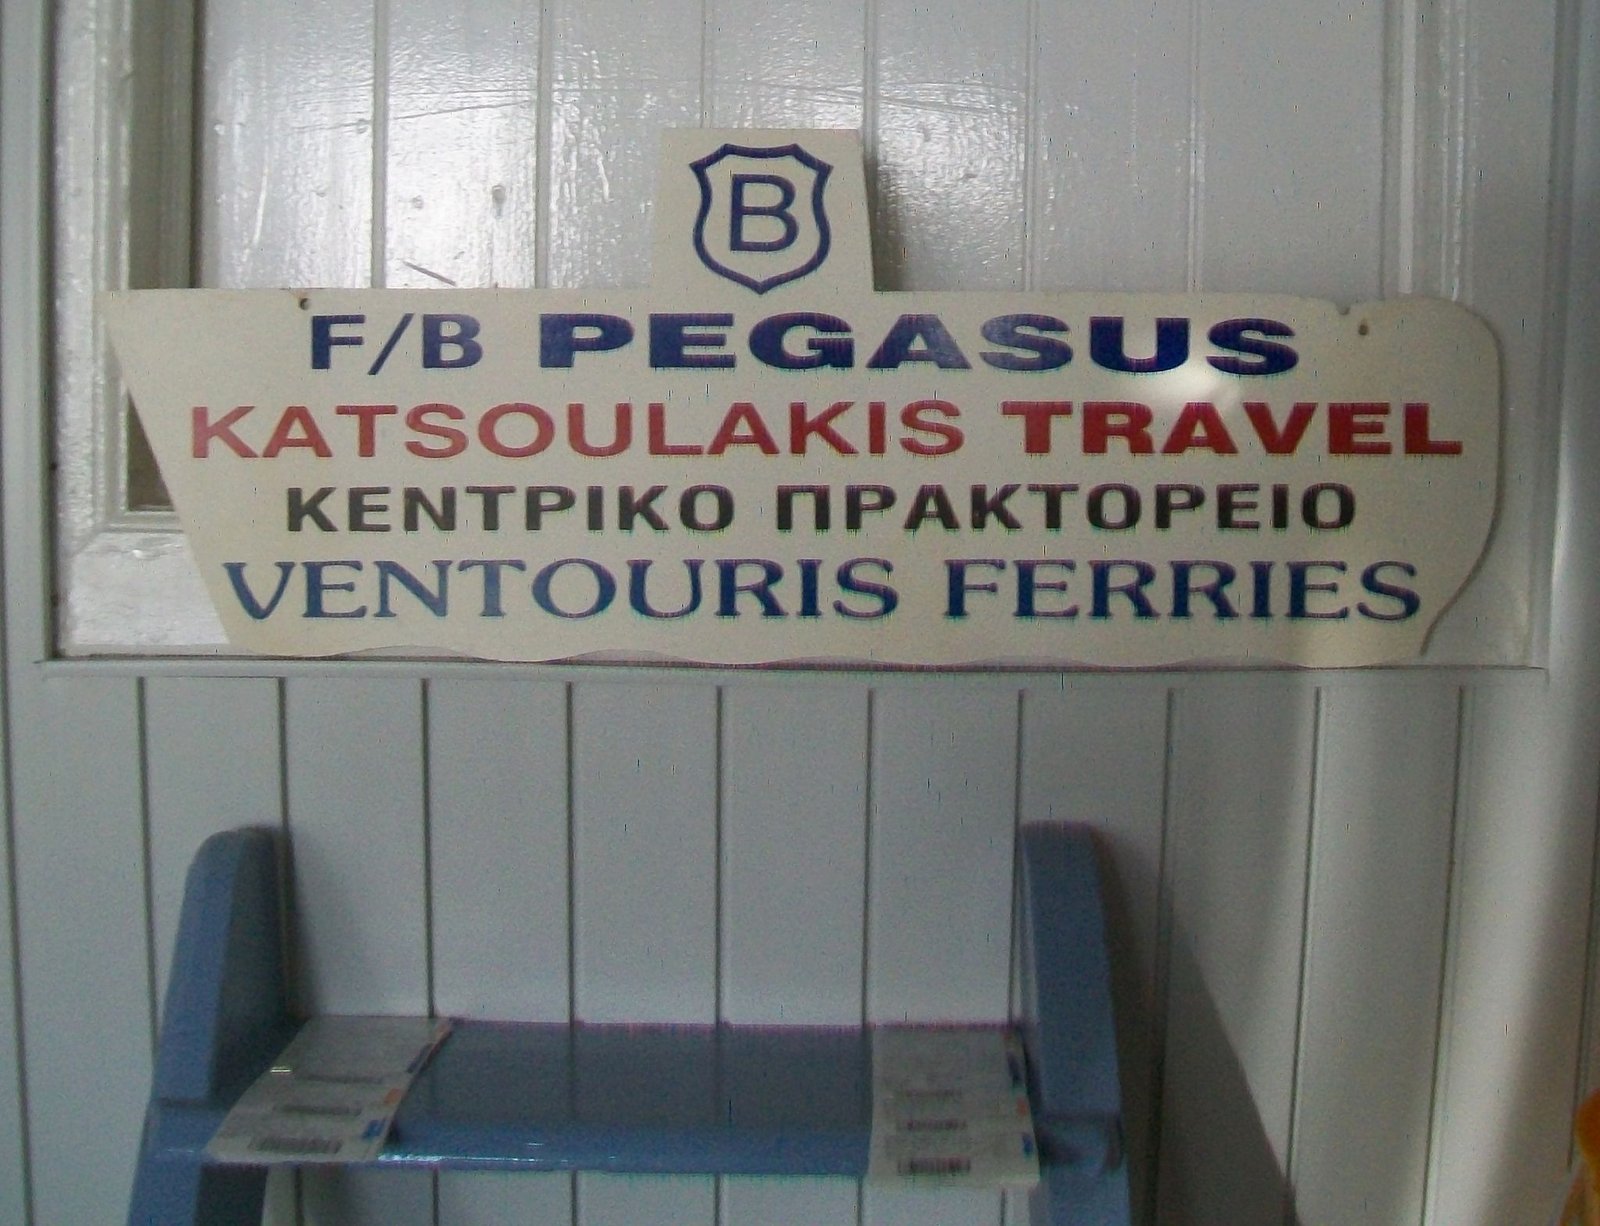 B
F/B PEGASUS
KATSOULAKIS TRAVEL
ΚΕΝΤΡΙΚΟ ΠΡΑΚΤΟΡΕΙΟ
VENTOURIS FERRIES